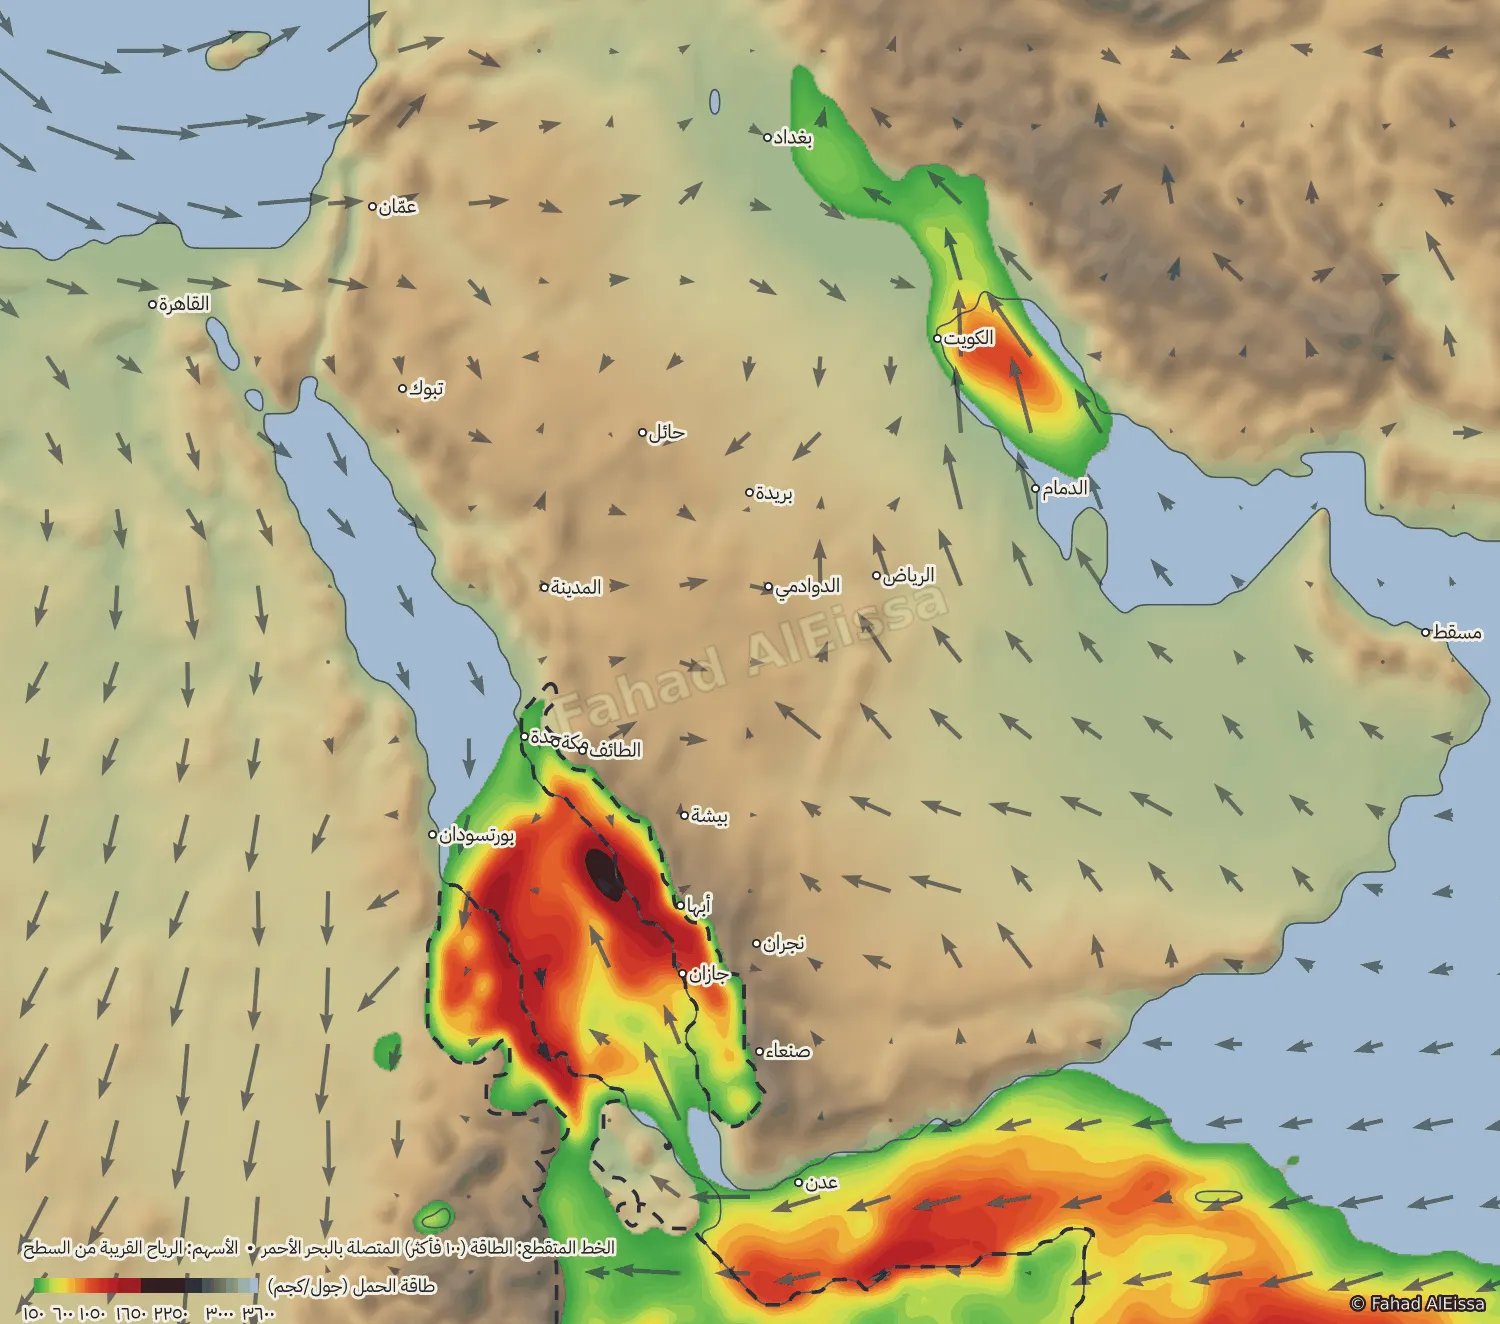 بغداد
عمّان
القاهرة
الكويت
تبوك
حائل
الدمام
بريدة
الرياض
الدوادمي
المدينة
مسقط
Fahad AlEissa
جدة
مكة
الطائف
بيشة
بورتسودان
أبها
نجران
جازان
صنعاء
عدن
الخط المتقطع: الطاقة (١٠٠ فأكثر) المتصلة بالبحر الأحمر • الأسهم: الرياح القريبة من السطح
طاقة الحمل (جول/كجم)
١٥٠ ٦٠٠ ١٠٥٠ ١٦٥٠ ٢٢٥٠ ٣٠٠٠ ٣٦٠٠
© Fahad AlEissa